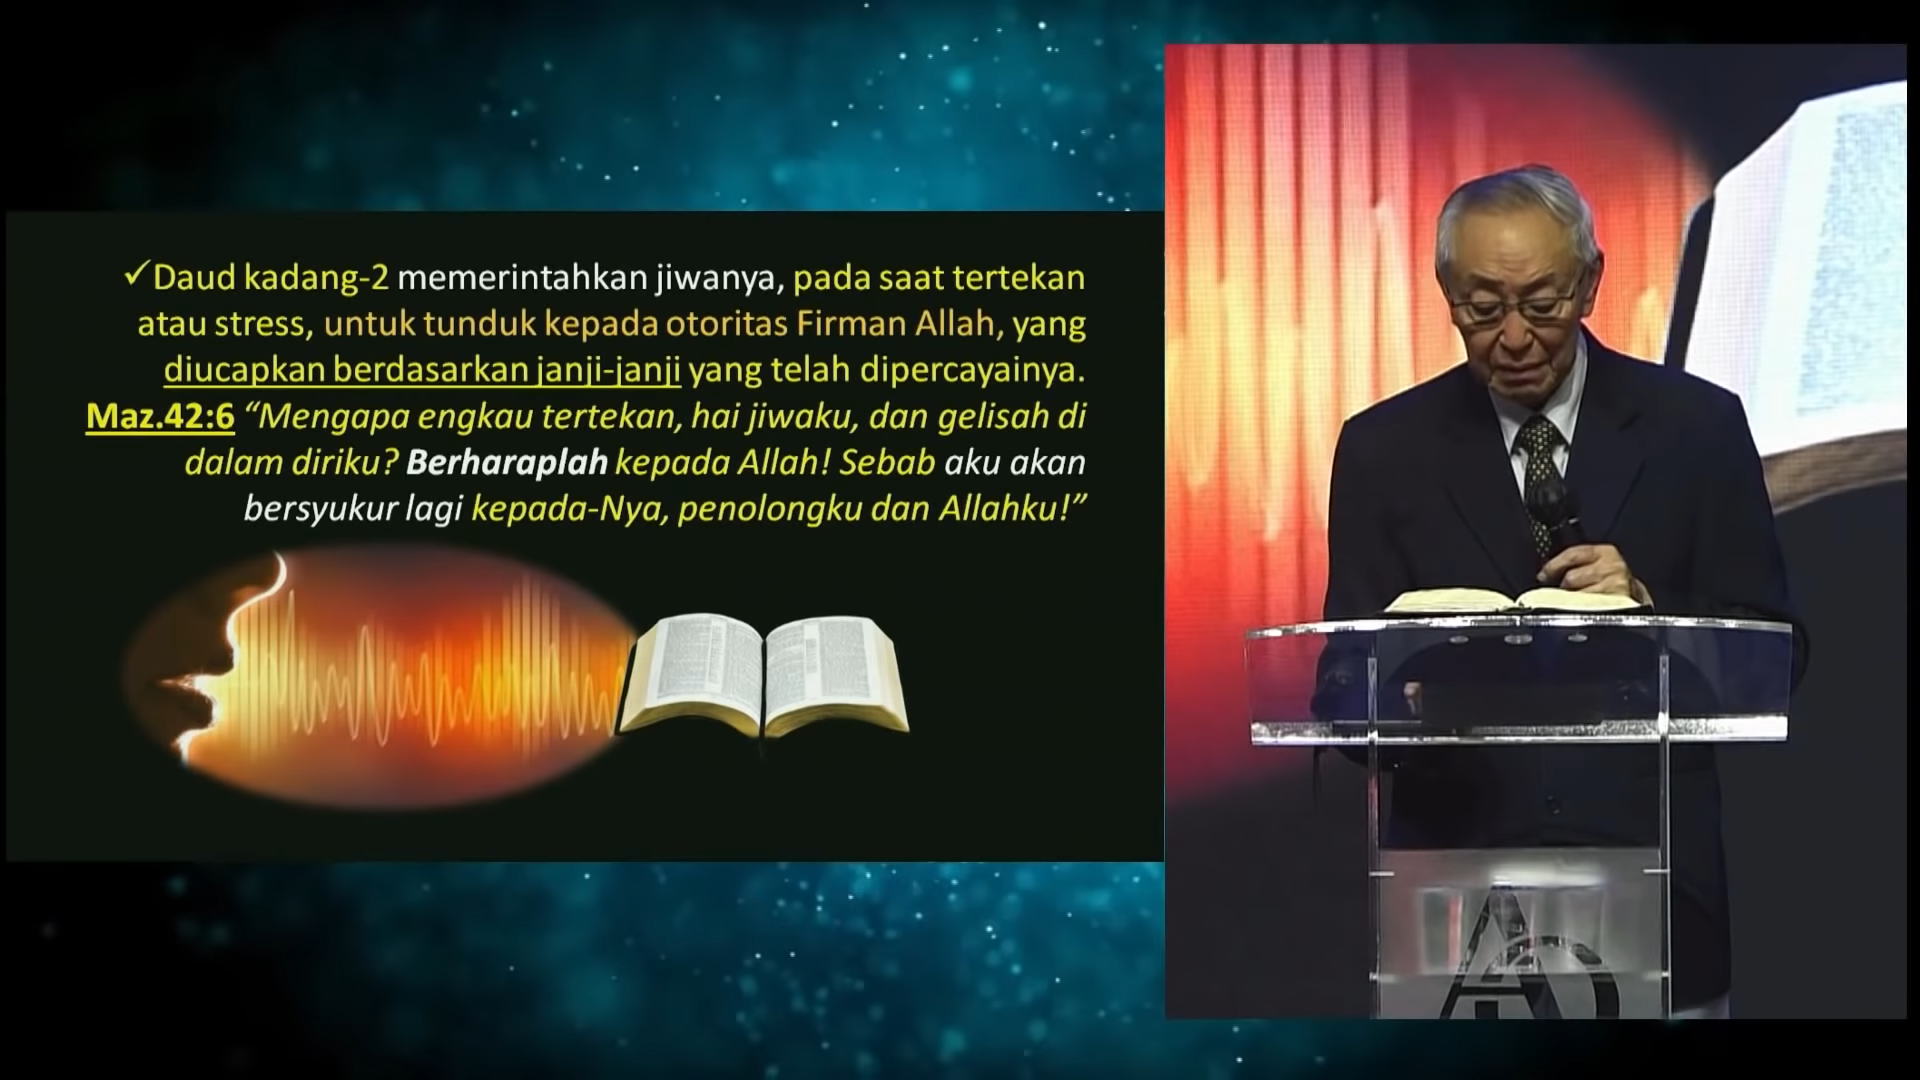 ✓Daud kadang-2 memerintahkan jiwanya, pada saat tertekan
atau stress, untuk tunduk kepada otoritas Firman Allah, yang
diucapkan berdasarkan janji-janji yang telah dipercayainya.
Maz.42:6 “Mengapa engkau tertekan, hai jiwaku, dan gelisah di
dalam diriku? Berharaplah kepada Allah! Sebab aku akan
bersyukur lagi kepada-Nya, penolongku dan Allahku!”